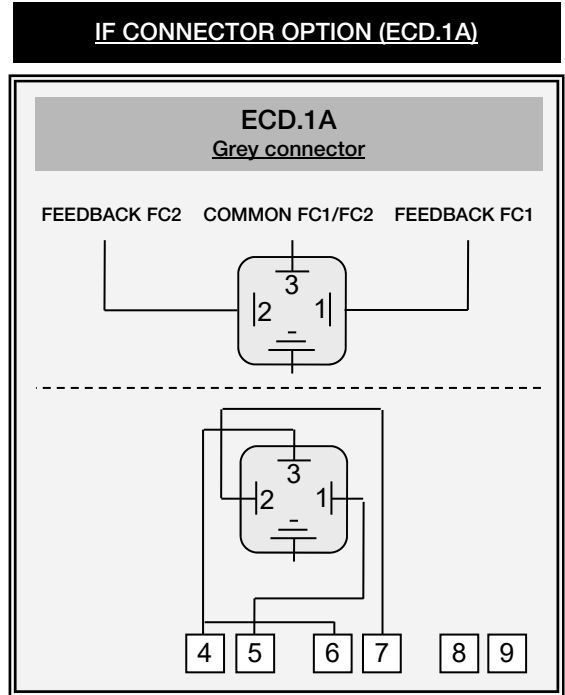 IF CONNECTOR OPTION (ECD.1A)
ECD.1A
Grey connector
FEEDBACK FC2 COMMON FC1/FC2 FEEDBACK FC1
3
2 1
3
2 1
4 5 6 7 8 9